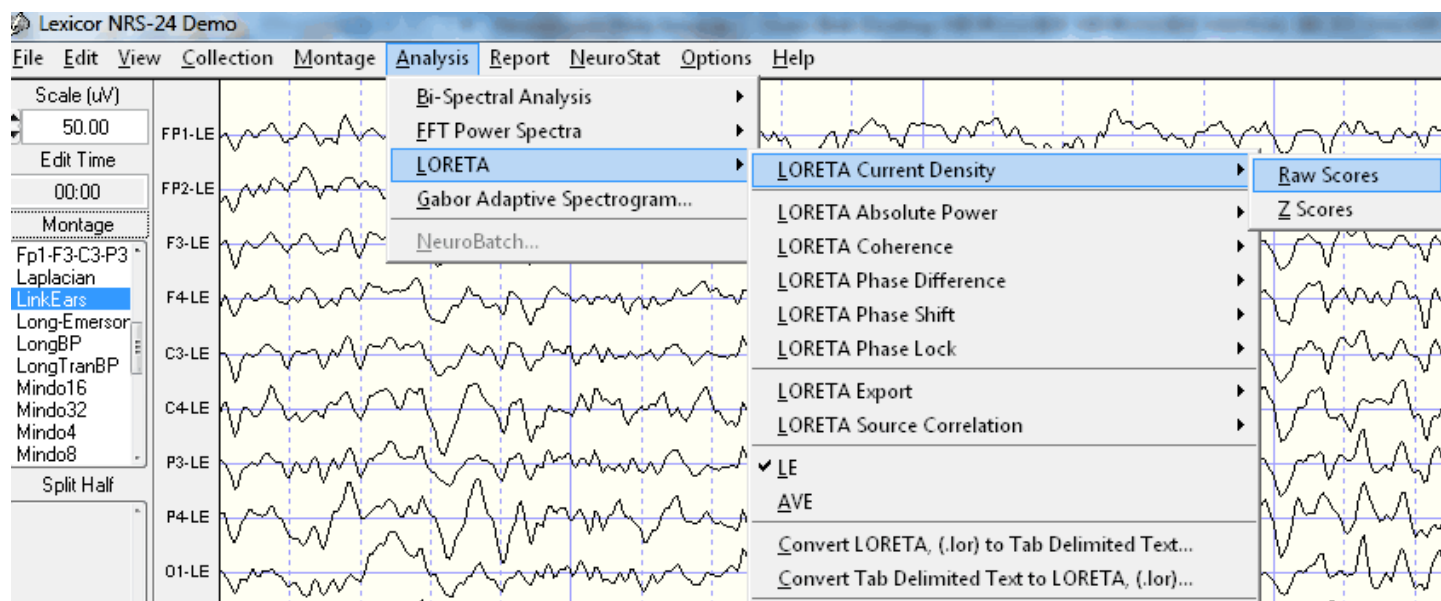 Lexicor NRS-24 Demo
File Edit View Collection Montage Analysis Report NeuroStat Options Help
Scale (uV)
50.00
Edit Time
00:00
Montage
Fp1-F3-C3-P3
Laplacian
LinkEars
Long-Emerson
LongBP
LongTranBP
Mindo16
Mindo32
Mindo4
Mindo8
Split Half
FP1-LE
FP2-LE
F3-LE
F4-LE
C3-LE
C4-LE
P3-LE
P4-LE
O1-LE
Bi-Spectral Analysis
FFT Power Spectra
LORETA
Gabor Adaptive Spectrogram...
NeuroBatch...
LORETA Current Density
LORETA Absolute Power
LORETA Coherence
LORETA Phase Difference
LORETA Phase Shift
LORETA Phase Lock
LORETA Export
LORETA Source Correlation
LE
AVE
Convert LORETA, (.lor) to Tab Delimited Text...
Convert Tab Delimited Text to LORETA, (.lor)...
Raw Scores
Z Scores